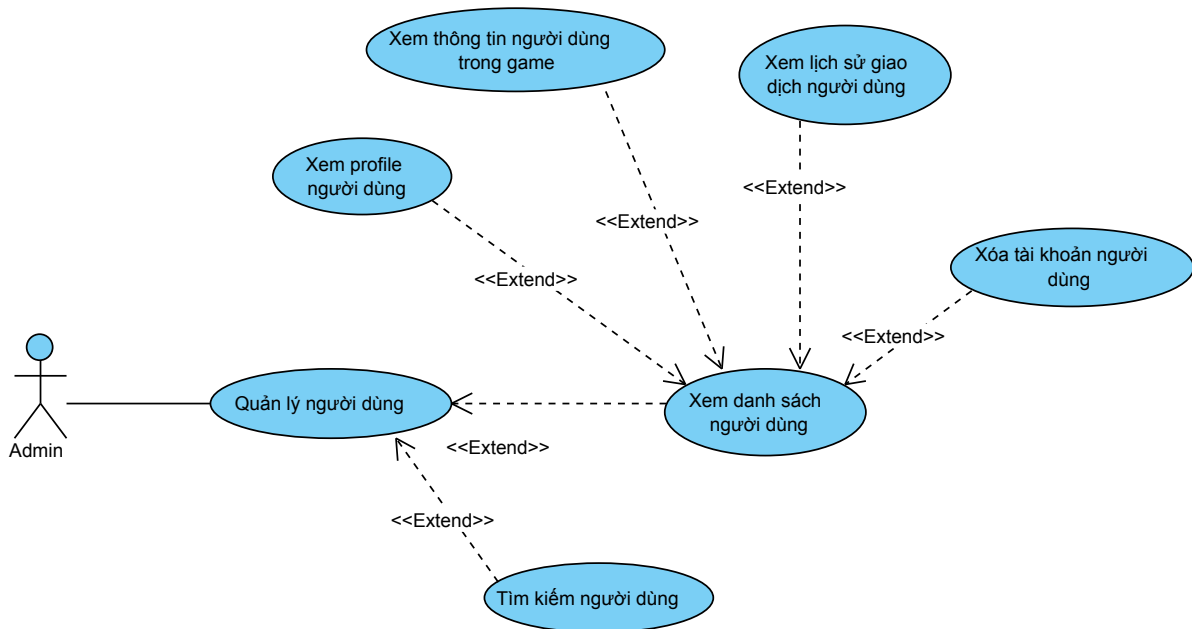 Xem thông tin người dùng
trong game
Xem lịch sử giao
dịch người dùng
Xem profile
người dùng
<<Extend>>
<<Extend>>
Xóa tài khoản người
dùng
<<Extend>>
<<Extend>>
Quản lý người dùng
Xem danh sách
người dùng
Admin
<<Extend>>
<<Extend>>
Tìm kiếm người dùng